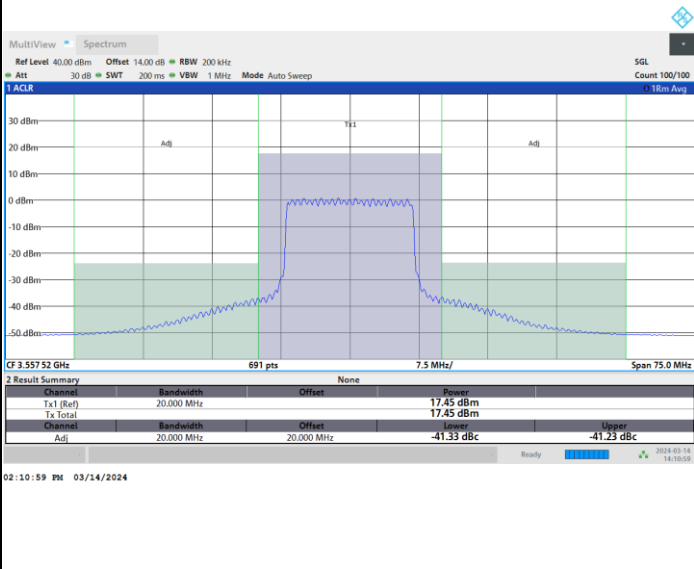 MultiView Spectrum
Ref Level 40.00 dBm Offset 14.00 dB RBW 200 kHz SGL
Att 30 dB SWT 200 ms VBW 1 MHz Mode Auto Sweep Count 100/100
1 ACLR 1Rm Avg
Tx1
30 dBm
Adj Adj
20 dBm
10 dBm
0 dBm
-10 dBm
-20 dBm
-30 dBm
-40 dBm
-50 dBm
CF 3.557 52 GHz 691 pts 7.5 MHz/ Span 75.0 MHz
2 Result Summary None
Channel Bandwidth Offset Power
Tx1 (Ref) 20.000 MHz 17.45 dBm
Tx Total 17.45 dBm
Channel Bandwidth Offset Lower Upper
Adj 20.000 MHz 20.000 MHz -41.33 dBc -41.23 dBc
Ready 2024-03-14
14:10:59
02:10:59 PM 03/14/2024